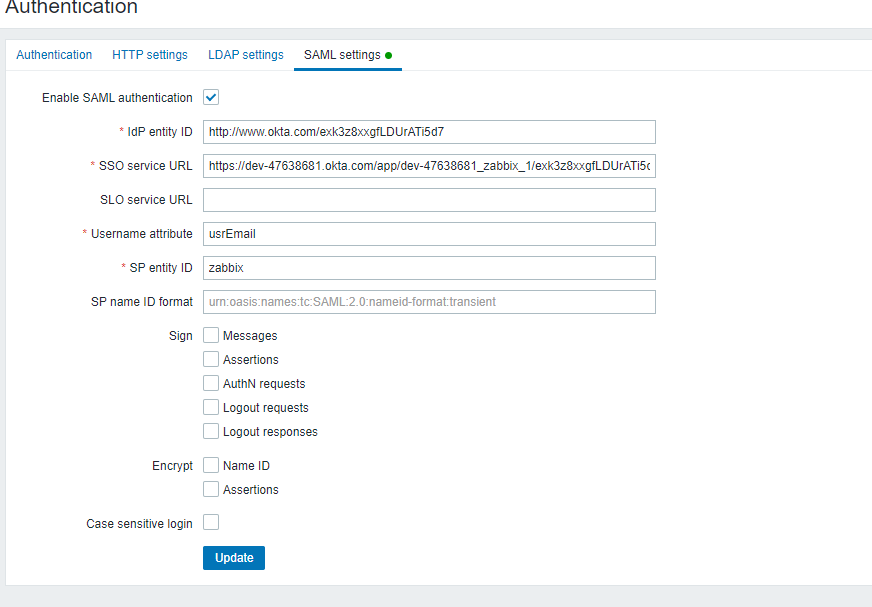 Authentication
Authentication HTTP settings LDAP settings SAML settings
Enable SAML authentication
* IdP entity ID http://www.okta.com/exk3z8xxgfLDUrATi5d7
* SSO service URL https://dev-47638681.okta.com/app/dev-47638681_zabbix_1/exk3z8xxgfLDUrATi5c
SLO service URL
* Username attribute usrEmail
* SP entity ID zabbix
SP name ID format urn:oasis:names:tc:SAML:2.0:nameid-format:transient
Sign Messages
Assertions
AuthN requests
Logout requests
Logout responses
Encrypt Name ID
Assertions
Case sensitive login
Update